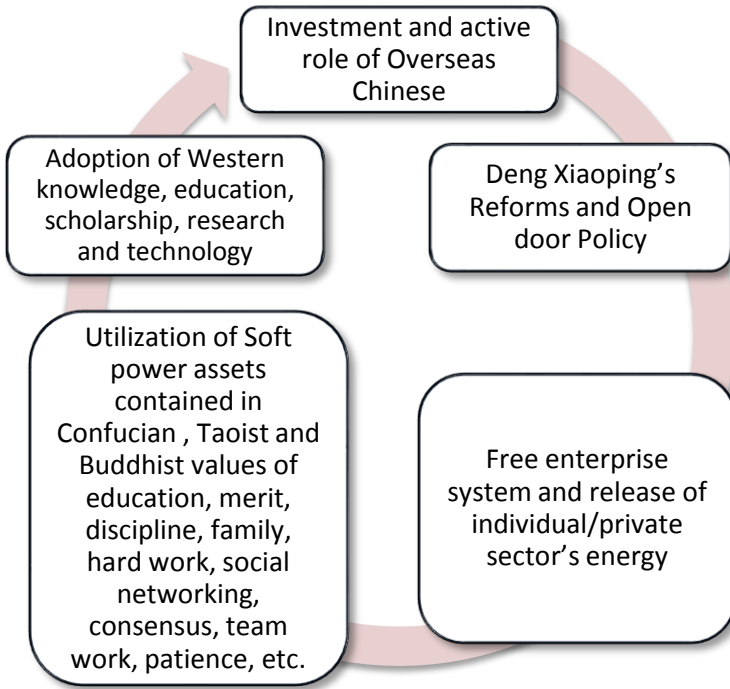 Investment and active
role of Overseas
Chinese
Deng Xiaoping’s
Reforms and Open
door Policy
Free enterprise
system and release of
individual/private
sector’s energy
Utilization of Soft
power assets
contained in
Confucian , Taoist and
Buddhist values of
education, merit,
discipline, family,
hard work, social
networking,
consensus, team
work, patience, etc.
Adoption of Western
knowledge, education,
scholarship, research
and technology